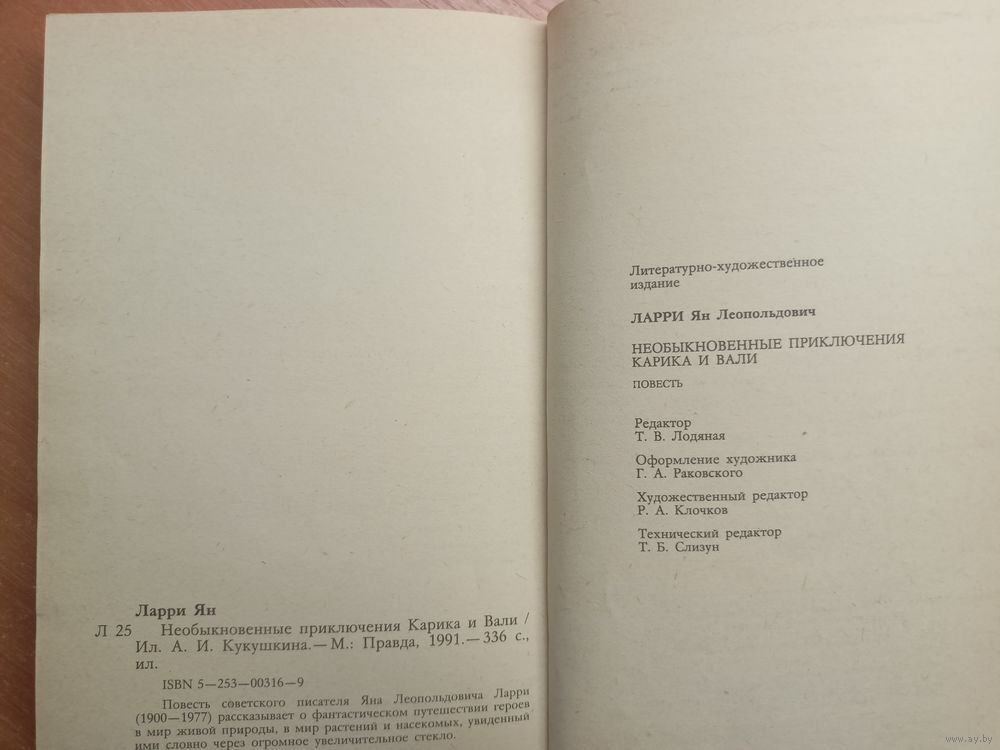 Ларри Ян
Л 25 Необыкновенные приключения Карика и Вали /
Ил. А. И. Кукушкина.— М.: Правда, 1991.— 336 с.,
ил.
ISBN 5—253—00316—9
Повесть советского писателя Яна Леопольдовича Ларри
(1900—1977) рассказывает о фантастическом путешествии героев
в мир живой природы, в мир растений и насекомых, увиденный
ими словно через огромное увеличительное стекло.
Литературно-художественное
издание
ЛАРРИ Ян Леопольдович
НЕОБЫКНОВЕННЫЕ ПРИКЛЮЧЕНИЯ
КАРИКА И ВАЛИ
ПОВЕСТЬ
Редактор
Т. В. Лодяная
Оформление художника
Г. А. Раковского
Художественный редактор
Р. А. Клочков
Технический редактор
Т. Б. Слизун
www.ay.by